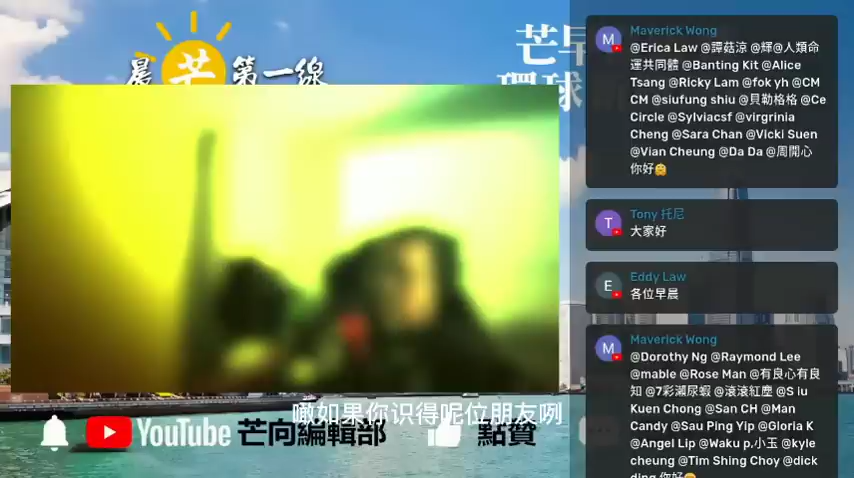 晨芒第一線
芒早
環球
Maverick Wong
@Erica Law @譚菇涼 @輝@人類命
運共同體 @Banting Kit @Alice
Tsang @Ricky Lam @fok yh @CM
CM @siufung shiu @貝勒格格 @Ce
Circle @Sylviacsf @virgrinia
Cheng @Sara Chan @Vicki Suen
@Vian Cheung @Da Da @周開心
你好🤗
Tony 托尼
大家好
Eddy Law
各位早晨
Maverick Wong
@Dorothy Ng @Raymond Lee
@mable @Rose Man @有良心有良
知 @7彩瀨尿蝦 @滾滾紅塵 @S iu
Kuen Chong @San CH @Man
Candy @Sau Ping Yip @Gloria K
@Angel Lip @Waku p,小玉 @kyle
cheung @Tim Shing Choy @dick
ding 你好
噉如果你识得呢位朋友咧
YouTube 芒向編輯部 點贊